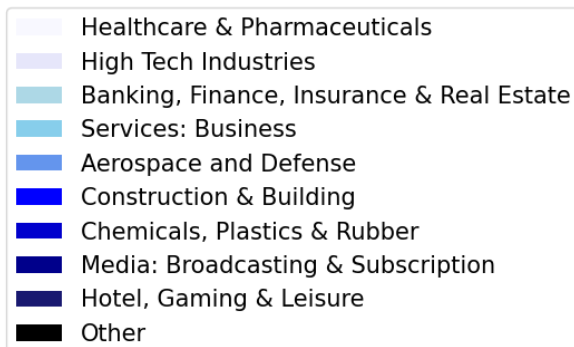 Healthcare & Pharmaceuticals
High Tech Industries
Banking, Finance, Insurance & Real Estate
Services: Business
Aerospace and Defense
Construction & Building
Chemicals, Plastics & Rubber
Media: Broadcasting & Subscription
Hotel, Gaming & Leisure
Other